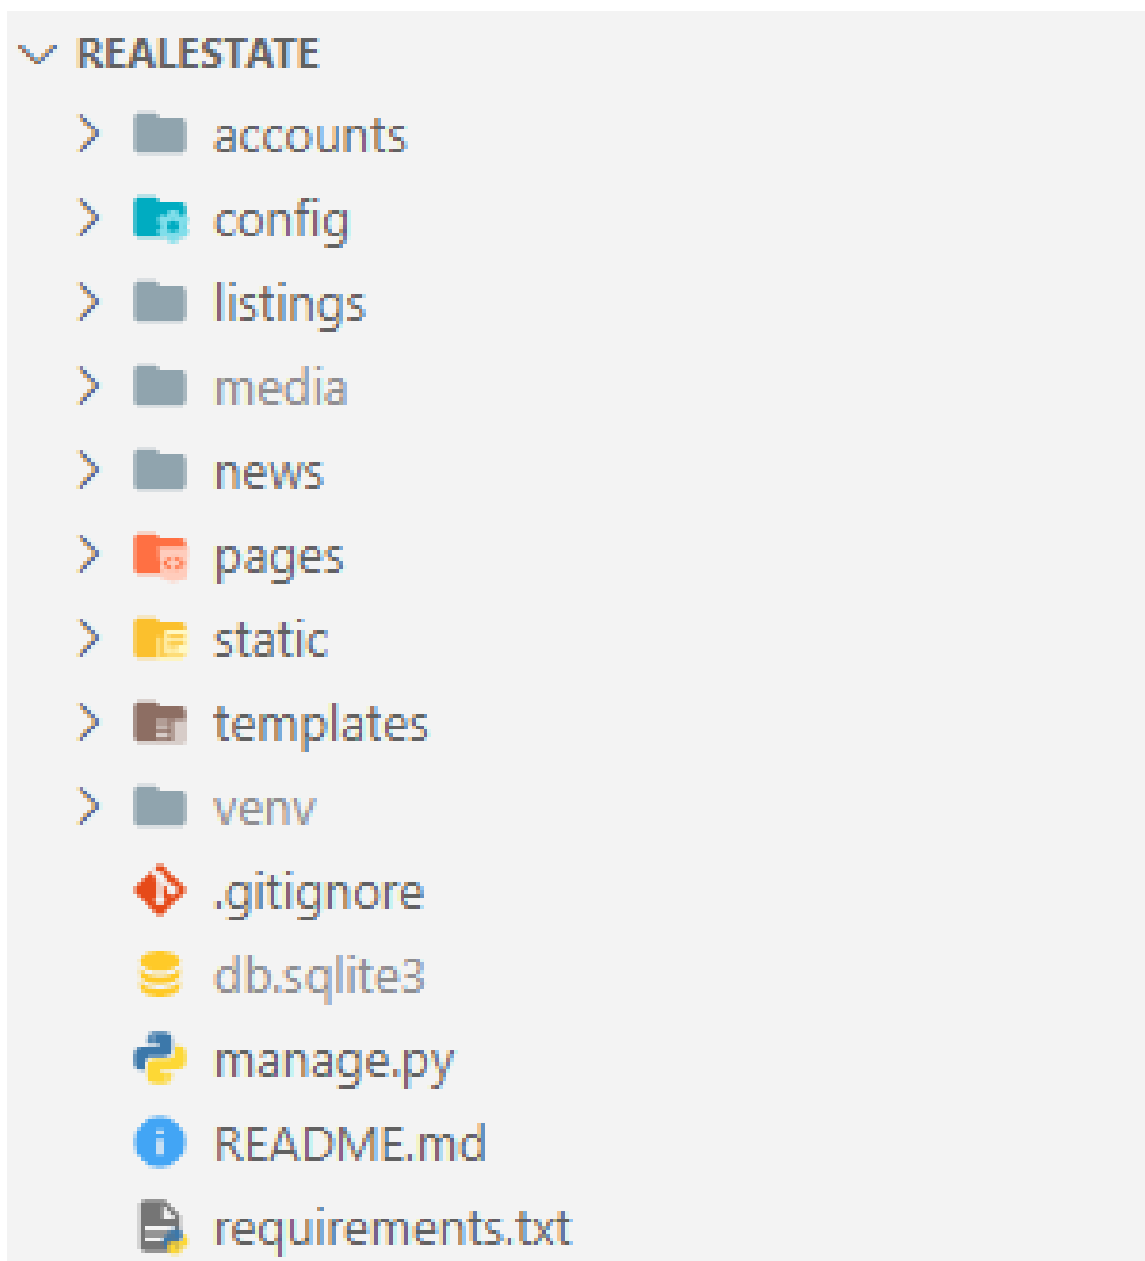 REALESTATE
accounts
config
listings
media
news
pages
static
templates
venv
.gitignore
db.sqlite3
manage.py
README.md
requirements.txt